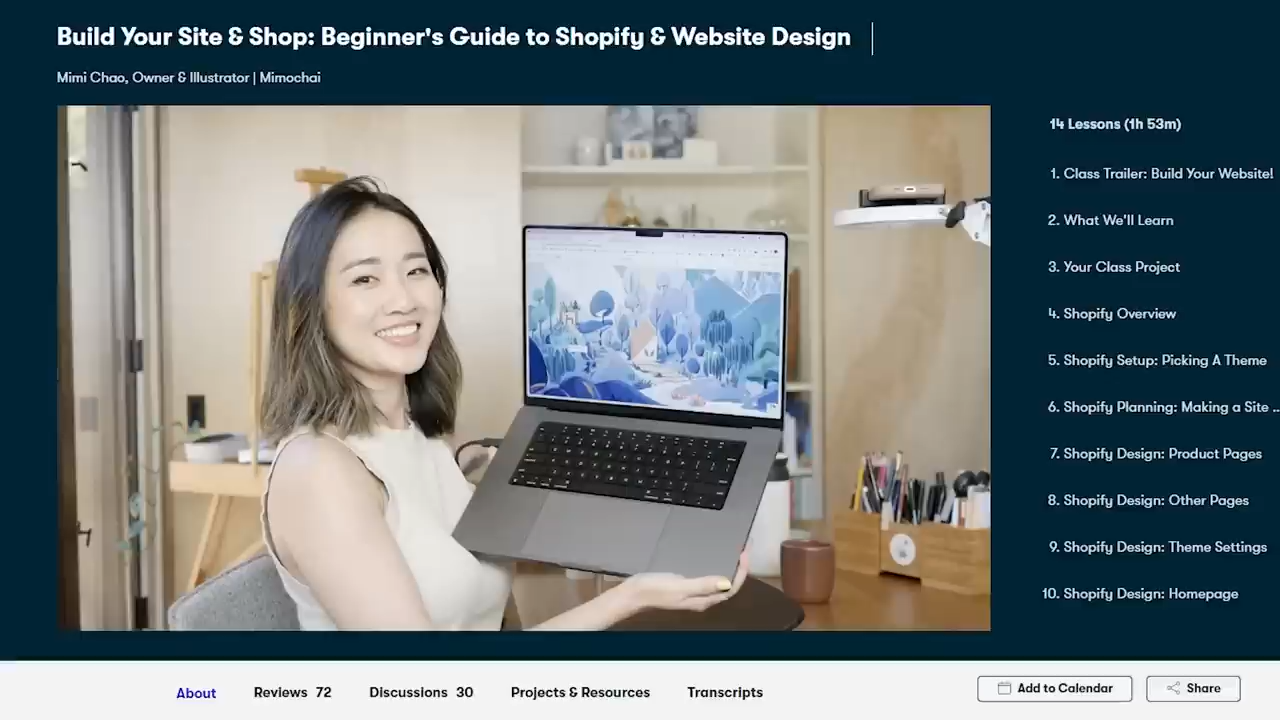 Build Your Site & Shop: Beginner's Guide to Shopify & Website Design
Mimi Chao, Owner & Illustrator | Mimochai
14 Lessons (1h 53m)
1. Class Trailer: Build Your Website!
2. What We'll Learn
3. Your Class Project
4. Shopify Overview
5. Shopify Setup: Picking A Theme
6. Shopify Planning: Making a Site ..
7. Shopify Design: Product Pages
8. Shopify Design: Other Pages
9. Shopify Design: Theme Settings
10. Shopify Design: Homepage
About
Reviews 72
Discussions 30
Projects & Resources
Transcripts
Add to Calendar
Share